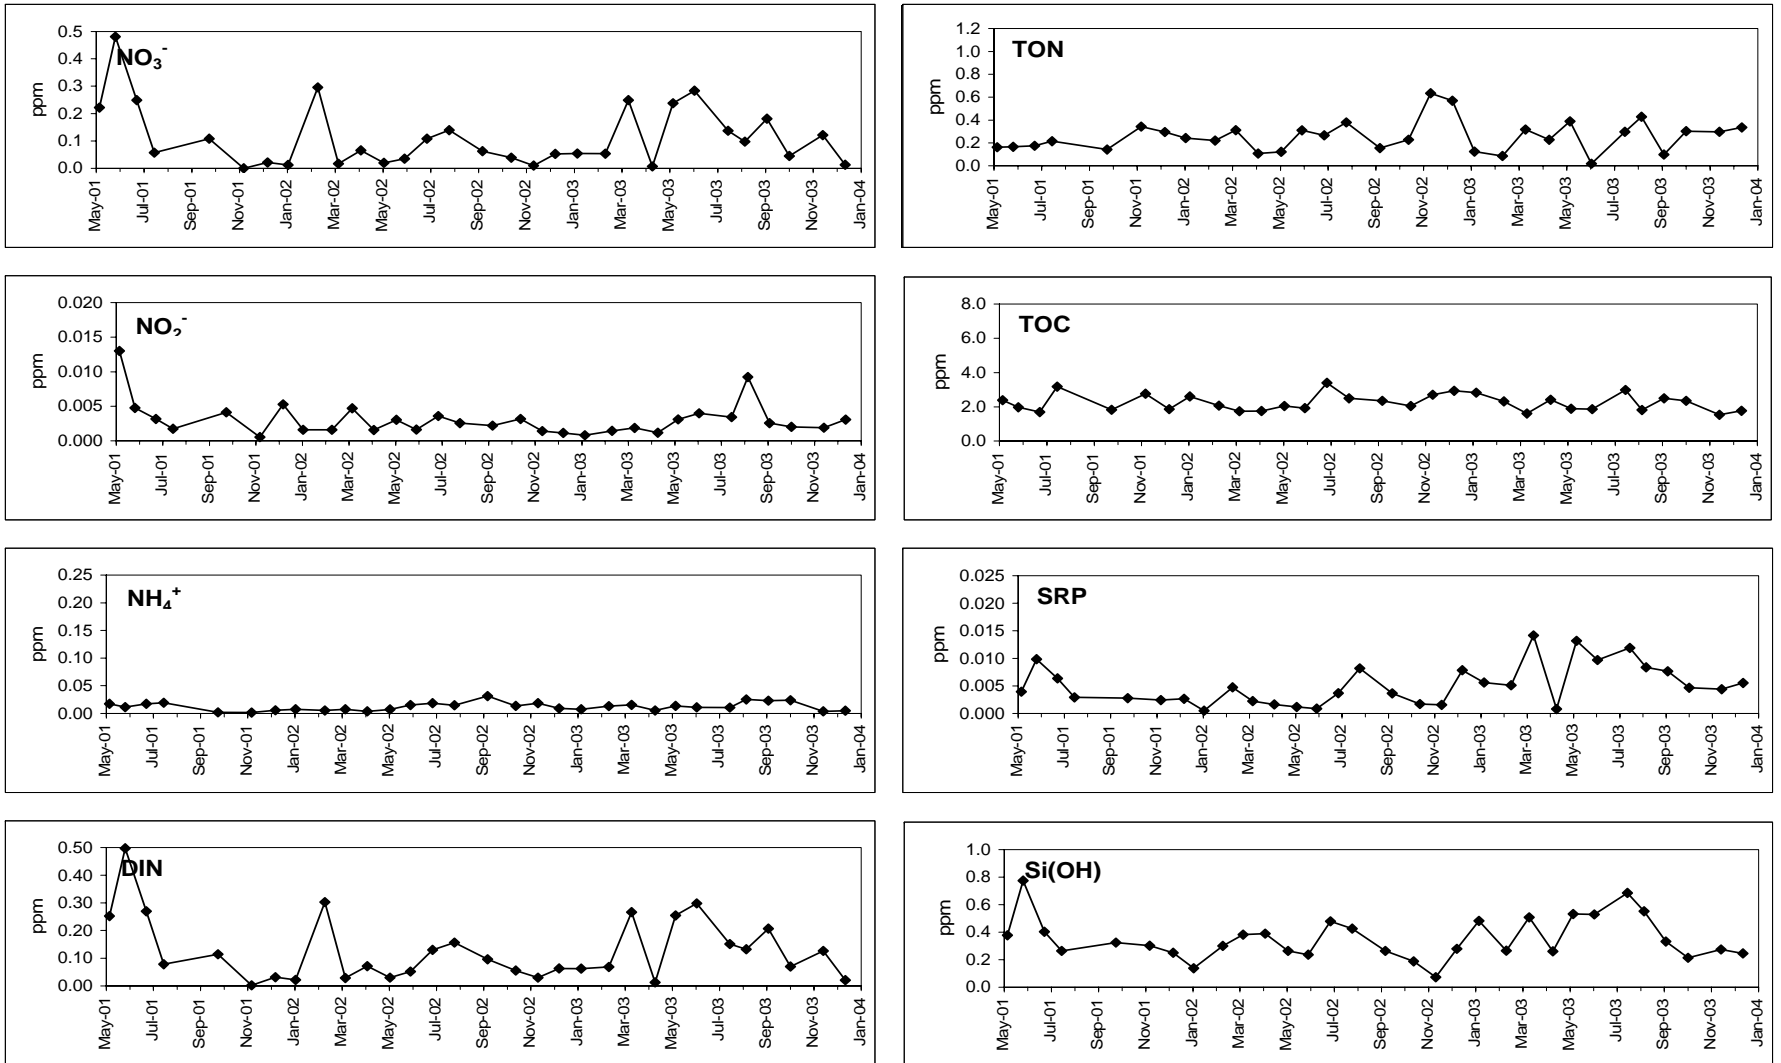 NO3-
ppm
0.5
0.4
0.3
0.2
0.1
0.0
May-01 Jul-01 Sep-01 Nov-01 Jan-02 Mar-02 May-02 Jul-02 Sep-02 Nov-02 Jan-03 Mar-03 May-03 Jul-03 Sep-03 Nov-03 Jan-04
TON
ppm
1.2
1.0
0.8
0.6
0.4
0.2
0.0
May-01 Jul-01 Sep-01 Nov-01 Jan-02 Mar-02 May-02 Jul-02 Sep-02 Nov-02 Jan-03 Mar-03 May-03 Jul-03 Sep-03 Nov-03 Jan-04
NO2-
ppm
0.020
0.015
0.010
0.005
0.000
May-01 Jul-01 Sep-01 Nov-01 Jan-02 Mar-02 May-02 Jul-02 Sep-02 Nov-02 Jan-03 Mar-03 May-03 Jul-03 Sep-03 Nov-03 Jan-04
TOC
ppm
8.0
6.0
4.0
2.0
0.0
May-01 Jul-01 Sep-01 Nov-01 Jan-02 Mar-02 May-02 Jul-02 Sep-02 Nov-02 Jan-03 Mar-03 May-03 Jul-03 Sep-03 Nov-03 Jan-04
NH4+
ppm
0.25
0.20
0.15
0.10
0.05
0.00
May-01 Jul-01 Sep-01 Nov-01 Jan-02 Mar-02 May-02 Jul-02 Sep-02 Nov-02 Jan-03 Mar-03 May-03 Jul-03 Sep-03 Nov-03 Jan-04
SRP
ppm
0.025
0.020
0.015
0.010
0.005
0.000
May-01 Jul-01 Sep-01 Nov-01 Jan-02 Mar-02 May-02 Jul-02 Sep-02 Nov-02 Jan-03 Mar-03 May-03 Jul-03 Sep-03 Nov-03 Jan-04
DIN
ppm
0.50
0.40
0.30
0.20
0.10
0.00
May-01 Jul-01 Sep-01 Nov-01 Jan-02 Mar-02 May-02 Jul-02 Sep-02 Nov-02 Jan-03 Mar-03 May-03 Jul-03 Sep-03 Nov-03 Jan-04
Si(OH)
ppm
1.0
0.8
0.6
0.4
0.2
0.0
May-01 Jul-01 Sep-01 Nov-01 Jan-02 Mar-02 May-02 Jul-02 Sep-02 Nov-02 Jan-03 Mar-03 May-03 Jul-03 Sep-03 Nov-03 Jan-04